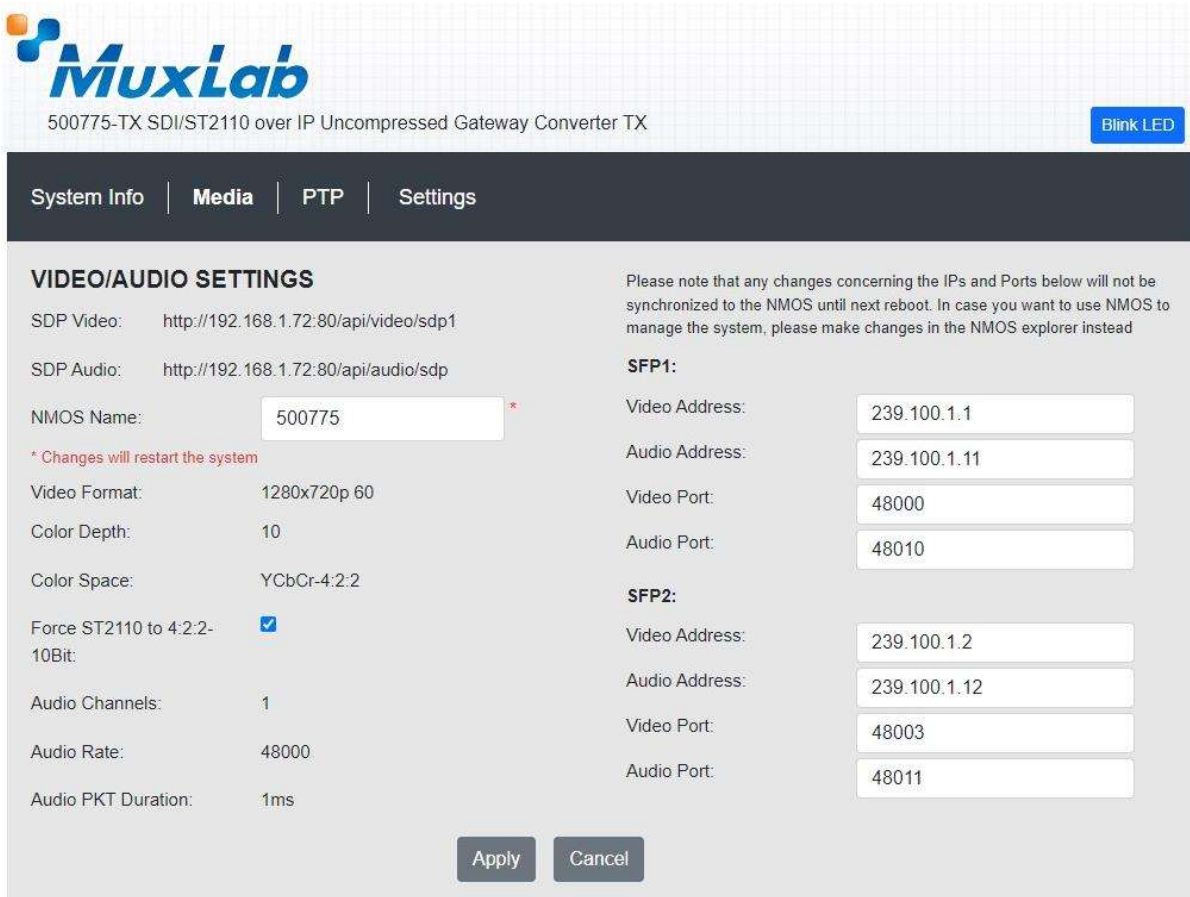 MuxLab
500775-TX SDI/ST2110 over IP Uncompressed Gateway Converter TX
Blink LED
System Info | Media | PTP | Settings
VIDEO/AUDIO SETTINGS
SDP Video: http://192.168.1.72:80/api/video/sdp1
SDP Audio: http://192.168.1.72:80/api/audio/sdp
NMOS Name: 500775 *
* Changes will restart the system
Video Format: 1280x720p 60
Color Depth: 10
Color Space: YCbCr-4:2:2
Force ST2110 to 4:2:2-
10Bit:
Audio Channels: 1
Audio Rate: 48000
Audio PKT Duration: 1ms
Please note that any changes concerning the IPs and Ports below will not be
synchronized to the NMOS until next reboot. In case you want to use NMOS to
manage the system, please make changes in the NMOS explorer instead
SFP1:
Video Address: 239.100.1.1
Audio Address: 239.100.1.11
Video Port: 48000
Audio Port: 48010
SFP2:
Video Address: 239.100.1.2
Audio Address: 239.100.1.12
Video Port: 48003
Audio Port: 48011
Apply Cancel